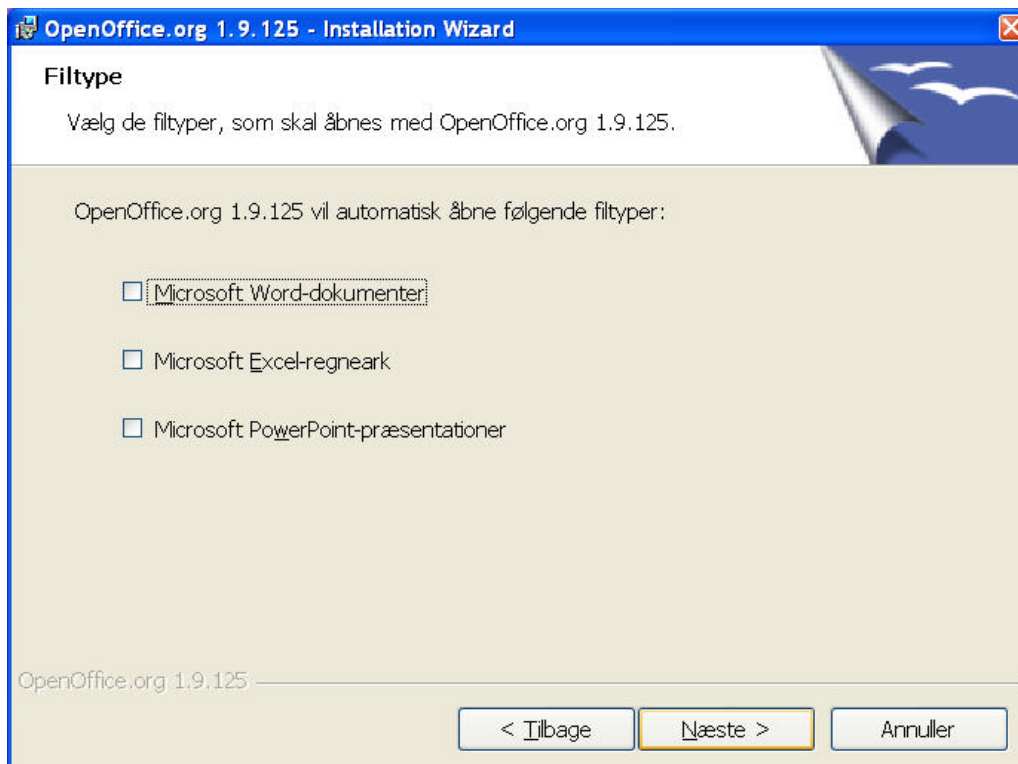 OpenOffice.org 1.9.125 - Installation Wizard
Filtype
Vælg de filtyper, som skal åbnes med OpenOffice.org 1.9.125.
OpenOffice.org 1.9.125 vil automatisk åbne følgende filtyper:
Microsoft Word-dokumenter
Microsoft Excel-regneark
Microsoft PowerPoint-præsentationer
OpenOffice.org 1.9.125
< Tilbage
Næste >
Annuller